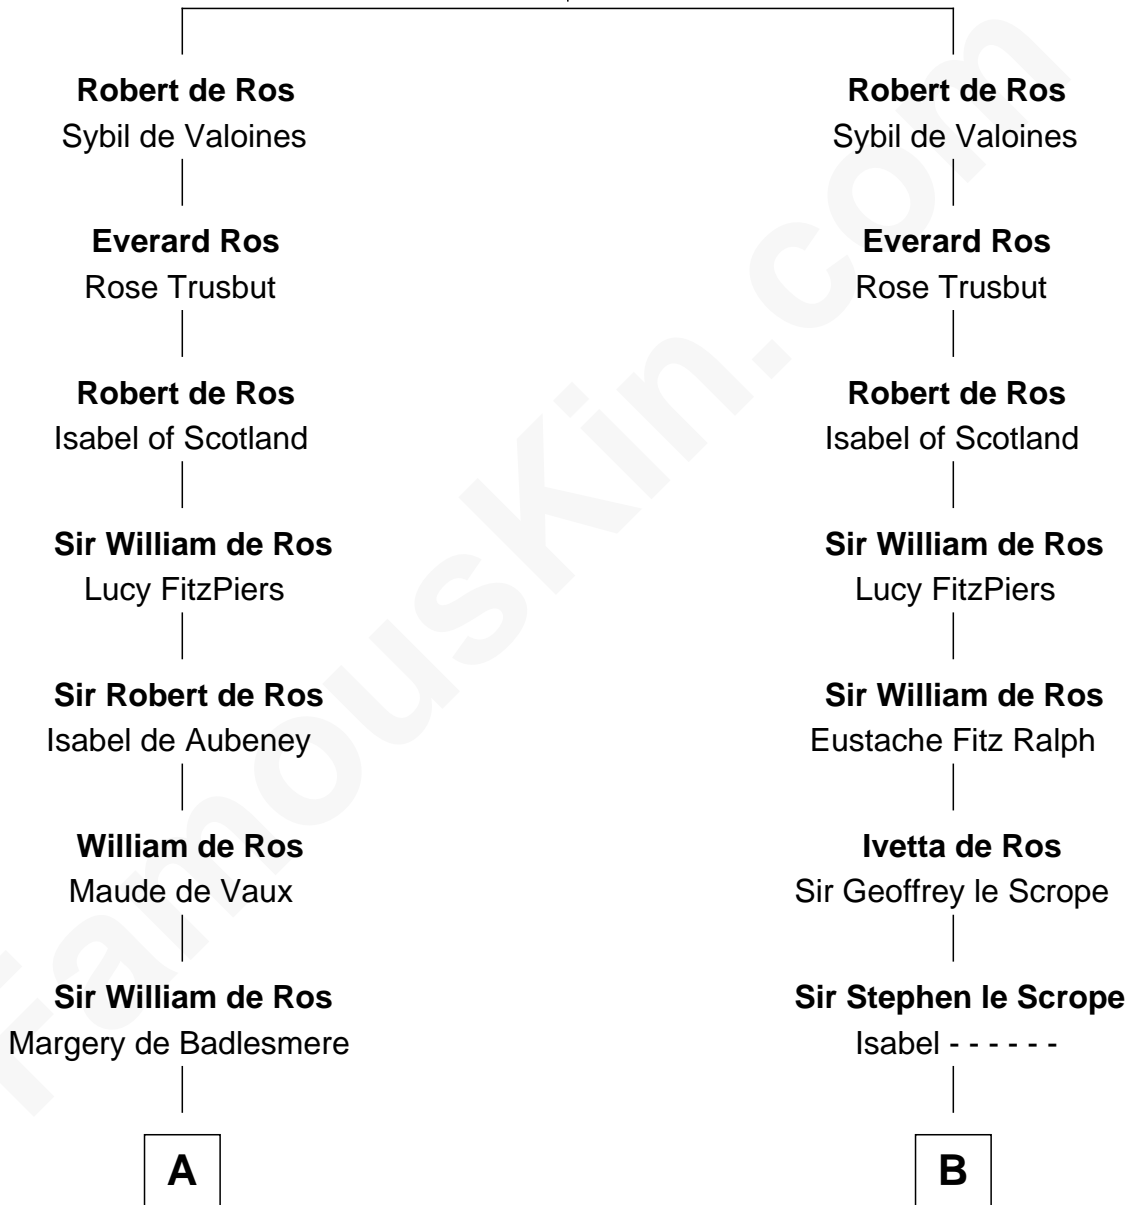 Robert de Ros
Sybil de Valoines
Everard Ros
Rose Trusbut
Robert de Ros
Isabel of Scotland
Sir William de Ros
Lucy FitzPiers
Sir Robert de Ros
Isabel de Aubeney
William de Ros
Maude de Vaux
Sir William de Ros
Margery de Badlesmere
A
Robert de Ros
Sybil de Valoines
Everard Ros
Rose Trusbut
Robert de Ros
Isabel of Scotland
Sir William de Ros
Lucy FitzPiers
Sir William de Ros
Eustache Fitz Ralph
Ivetta de Ros
Sir Geoffrey le Scrope
Sir Stephen le Scrope
Isabel - - - - - -
B
FamousKin.com